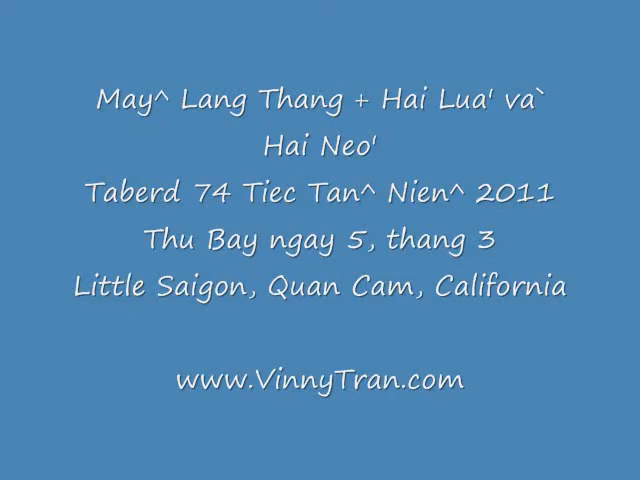 May^ Lang Thang + Hai Lua' va`
Hai Neo'
Taberd 74 Tiec Tan^ Nien^ 2011
Thu Bay ngay 5, thang 3
Little Saigon, Quan Cam, California
www.VinnyTran.com